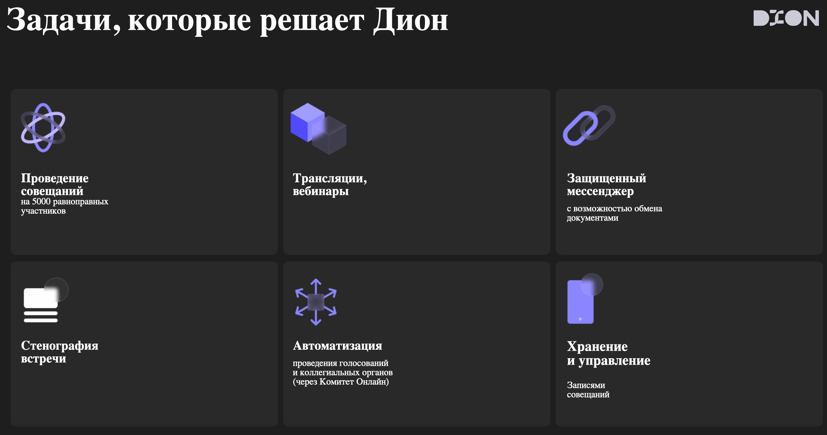 Задачи, которые решает Дион
DION
Проведение
совещаний
на 5000 равноправных
участников
Трансляции,
вебинары
Защищенный
мессенджер
с возможностью обмена
документами
Стенография
встречи
Автоматизация
проведения голосований
и коллегиальных органов
(через Комитет Онлайн)
Хранение
и управление
Записями
совещаний